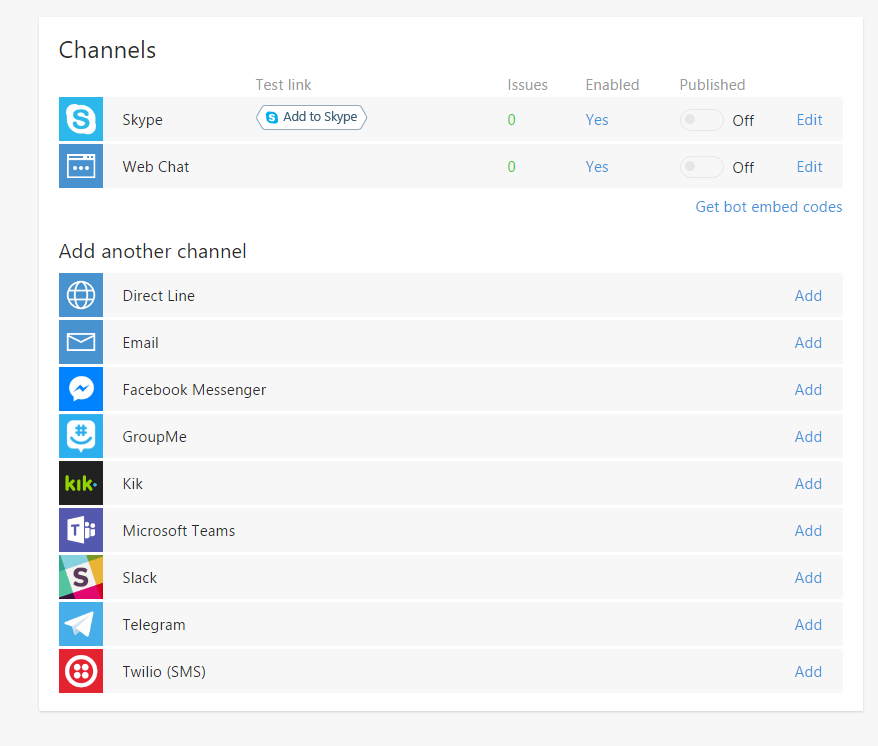 Channels
Test link Issues Enabled Published
Skype Add to Skype 0 Yes Off Edit
Web Chat 0 Yes Off Edit
Get bot embed codes
Add another channel
Direct Line Add
Email Add
Facebook Messenger Add
GroupMe Add
kik Kik Add
T Microsoft Teams Add
S Slack Add
Telegram Add
Twilio (SMS) Add